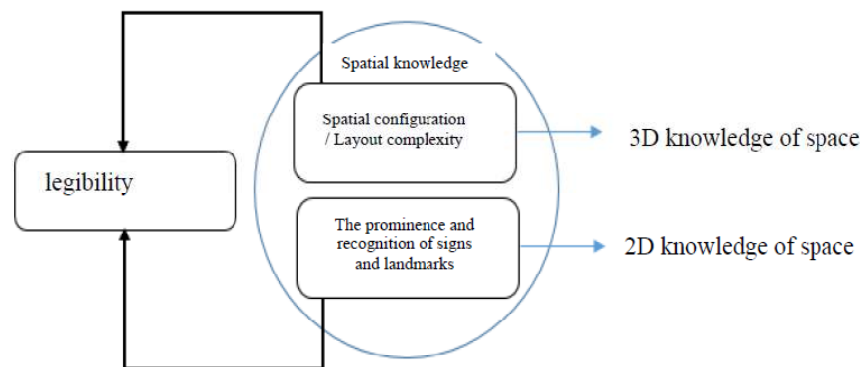 Spatial knowledge
Spatial configuration
/ Layout complexity
3D knowledge of space
legibility
The prominence and
recognition of signs
and landmarks
2D knowledge of space